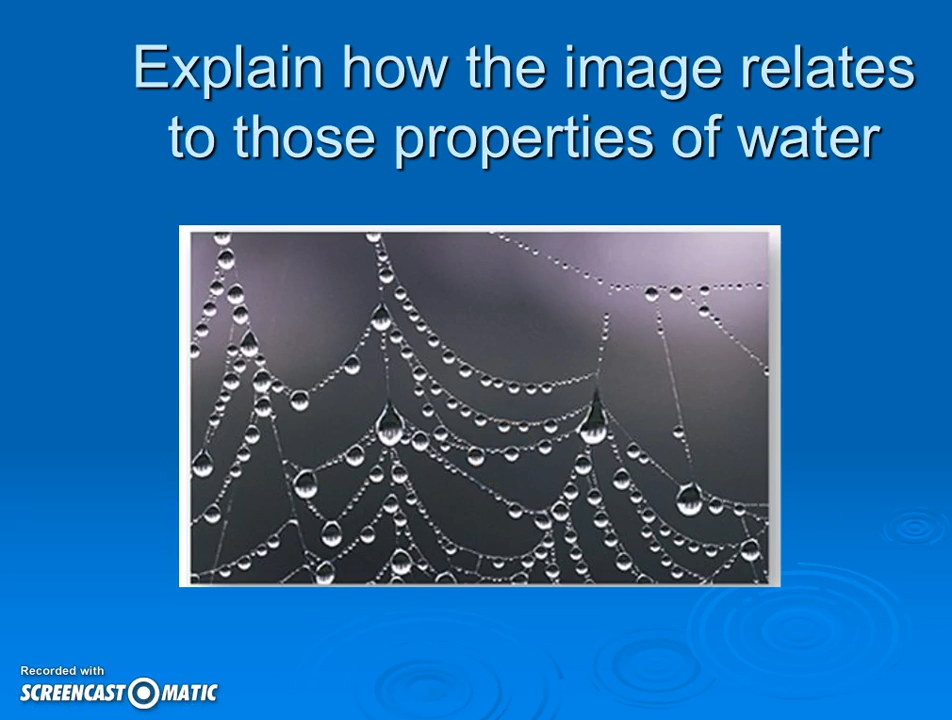 Explain how the image relates
to those properties of water
Recorded with
SCREENCAST MATIC